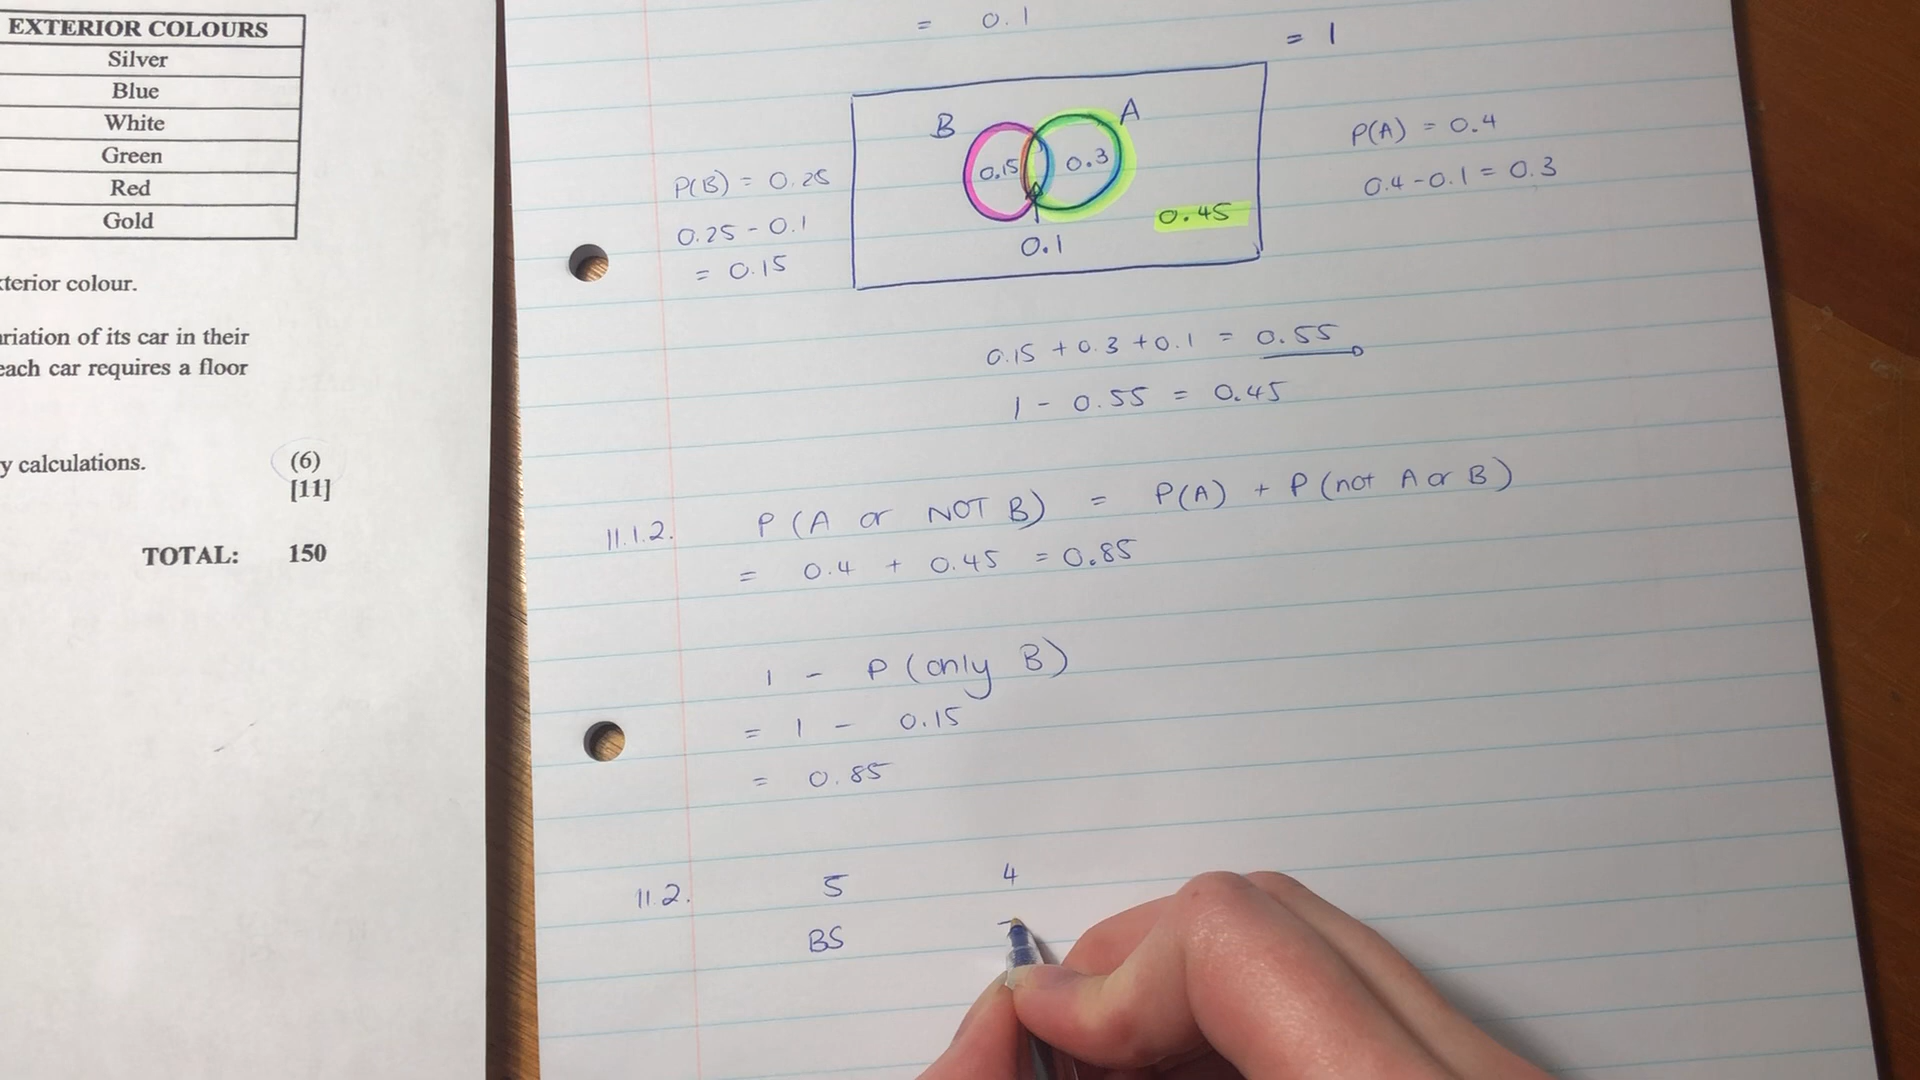 EXTERIOR COLOURS
Silver
Blue
White
Green
Red
Gold
terior colour.
riation of its car in their
each car requires a floor
y calculations. (6)
[11]
TOTAL: 150
= 0.1
= 1
B A
0.15 0.3
0.45
0.1
P(B) = 0.25
0.25 - 0.1
= 0.15
P(A) = 0.4
0.4 - 0.1 = 0.3
0.15 + 0.3 + 0.1 = 0.55
1 - 0.55 = 0.45
11.1.2. P(A or NOT B) = P(A) + P(not A or B)
= 0.4 + 0.45 = 0.85
1 - P(only B)
= 1 - 0.15
= 0.85
11.2. 5 4
BS